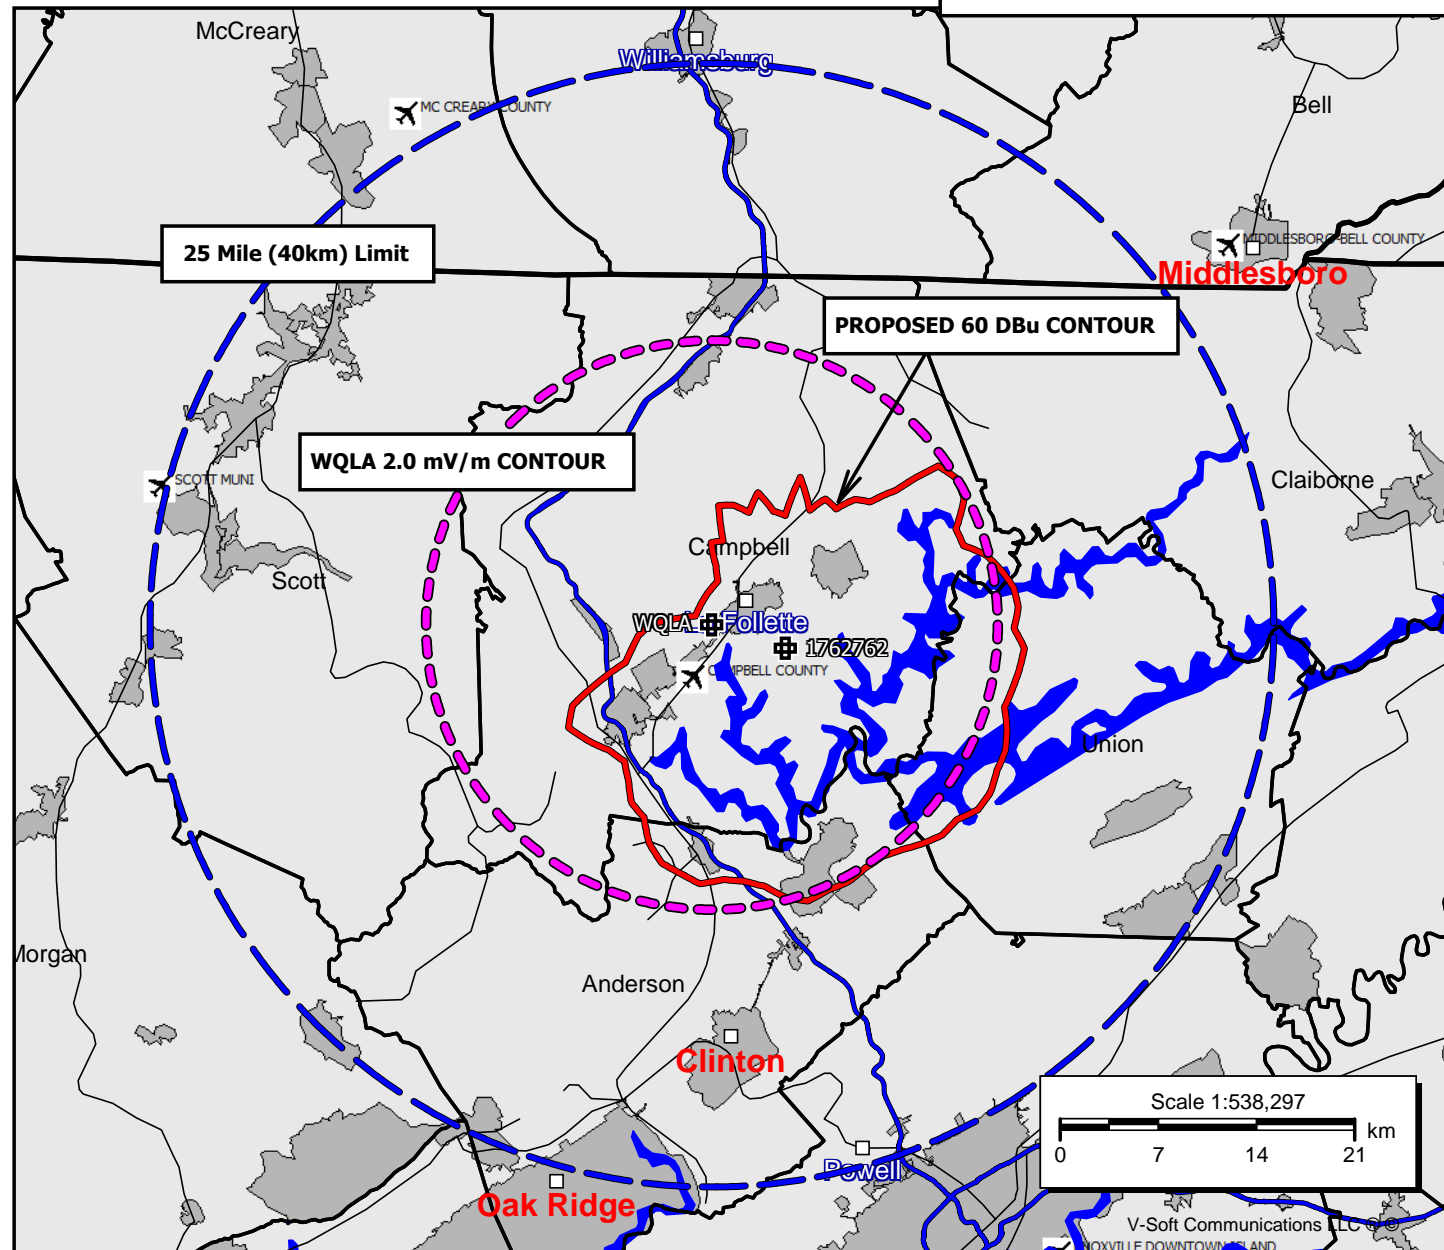 McCreary
Williamsburg
MC CREARY COUNTY
Bell
25 Mile (40km) Limit
MIDDLESBORO-BELL COUNTY
Middlesboro
PROPOSED 60 DBu CONTOUR
WQLA 2.0 mV/m CONTOUR
SCOTT MUNI
Claiborne
Campbell
Scott
WQLA
Follette
1762762
CAMPBELL COUNTY
Union
Morgan
Anderson
Clinton
Scale 1:538,297
km
0 7 14 21
Powell
Oak Ridge
V-Soft Communications LLC ® ©
KNOXVILLE DOWNTOWN ISLAND